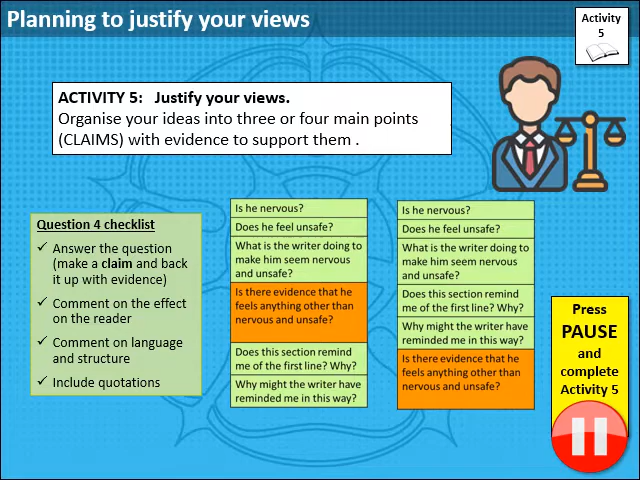 Planning to justify your views
Activity
5
ACTIVITY 5:   Justify your views.
Organise your ideas into three or four main points
(CLAIMS) with evidence to support them .
Question 4 checklist
✓ Answer the question
(make a claim and back
it up with evidence)
✓ Comment on the effect
on the reader
✓ Comment on language
and structure
✓ Include quotations
Is he nervous?
Does he feel unsafe?
What is the writer doing to
make him seem nervous
and unsafe?
Is there evidence that he
feels anything other than
nervous and unsafe?
Does this section remind
me of the first line? Why?
Why might the writer have
reminded me in this way?
Is he nervous?
Does he feel unsafe?
What is the writer doing to
make him seem nervous
and unsafe?
Does this section remind
me of the first line? Why?
Why might the writer have
reminded me in this way?
Is there evidence that he
feels anything other than
nervous and unsafe?
Press
PAUSE
and
complete
Activity 5